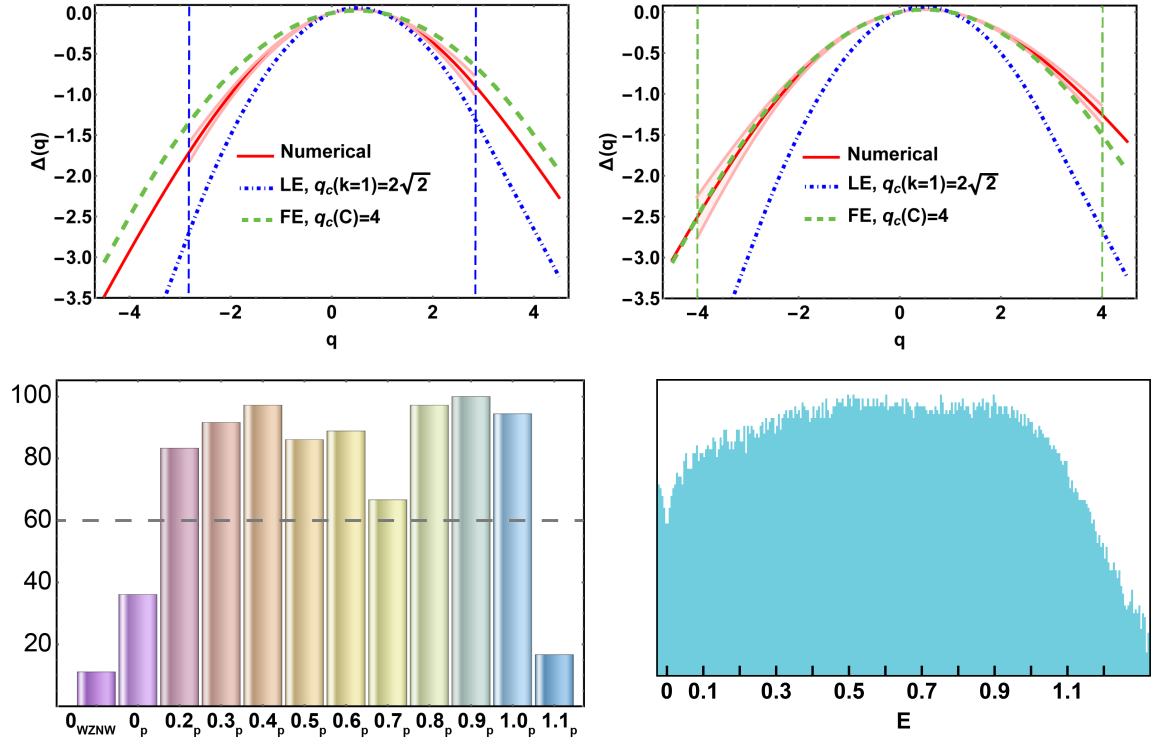 0.0
−0.5
−1.0
−1.5
−2.0
−2.5
−3.0
−3.5
Δ(q)
Numerical
LE, q_c(k=1)=2√2
FE, q_c(C)=4
−4 −2 0 2 4
q
0.0
−0.5
−1.0
−1.5
−2.0
−2.5
−3.0
−3.5
Δ(q)
Numerical
LE, q_c(k=1)=2√2
FE, q_c(C)=4
−4 −2 0 2 4
q
100
80
60
40
20
0_WZNW 0_p 0.2_p 0.3_p 0.4_p 0.5_p 0.6_p 0.7_p 0.8_p 0.9_p 1.0_p 1.1_p
0 0.1 0.3 0.5 0.7 0.9 1.1
E